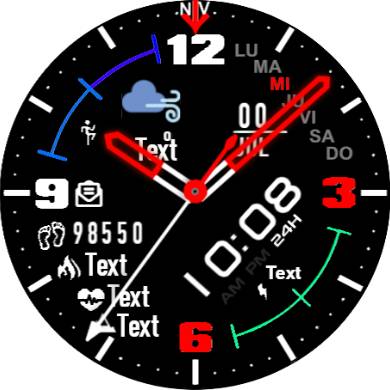 N V
12
LU
MA
MI
JU
VI
SA
DO
Text°
00
9
3
98550
10:08
24H
AM PM
Text
Text
Text
Text
6